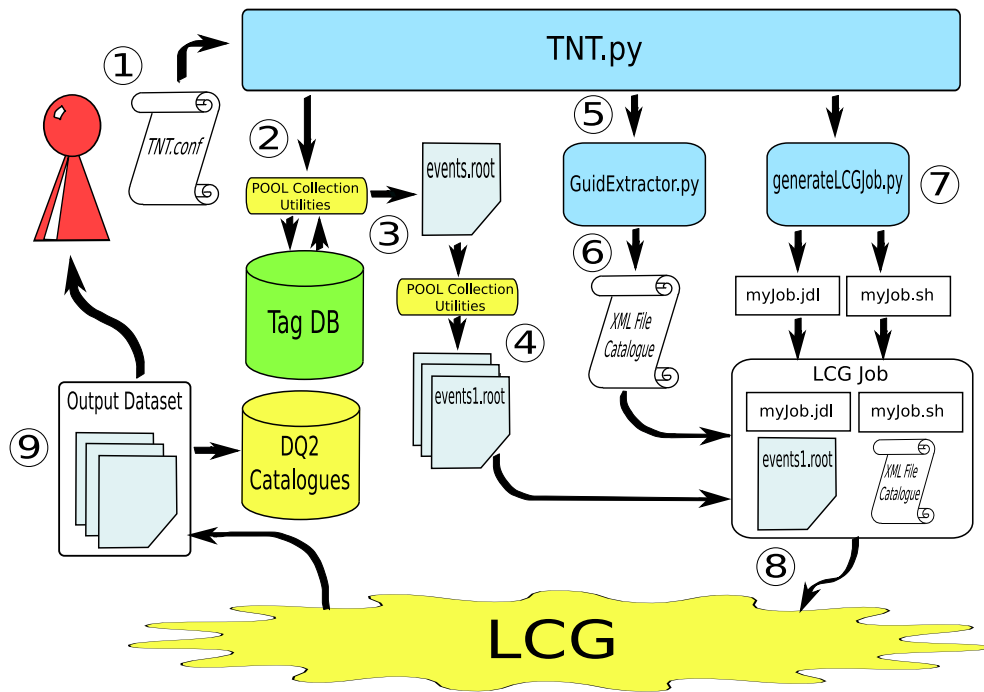 TNT.py
①
TNT.conf
②
POOL Collection
Utilities
③
events.root
⑤
GuidExtractor.py
generateLCGJob.py
⑦
Tag DB
POOL Collection
Utilities
④
events1.root
⑥
XML File
Catalogue
myJob.jdl
myJob.sh
LCG Job
myJob.jdl
myJob.sh
events1.root
XML File
Catalogue
⑧
⑨
Output Dataset
DQ2
Catalogues
LCG